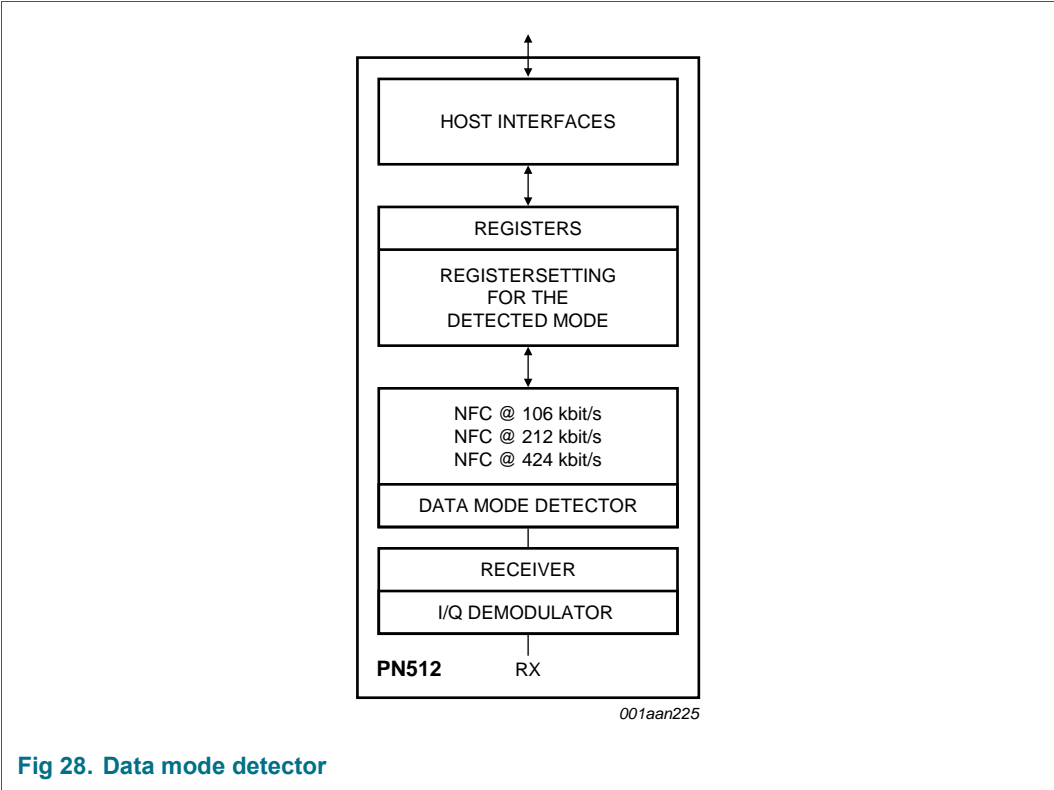 HOST INTERFACES
REGISTERS
REGISTERSETTING
FOR THE
DETECTED MODE
NFC @ 106 kbit/s
NFC @ 212 kbit/s
NFC @ 424 kbit/s
DATA MODE DETECTOR
RECEIVER
I/Q DEMODULATOR
PN512 RX
001aan225
Fig 28. Data mode detector